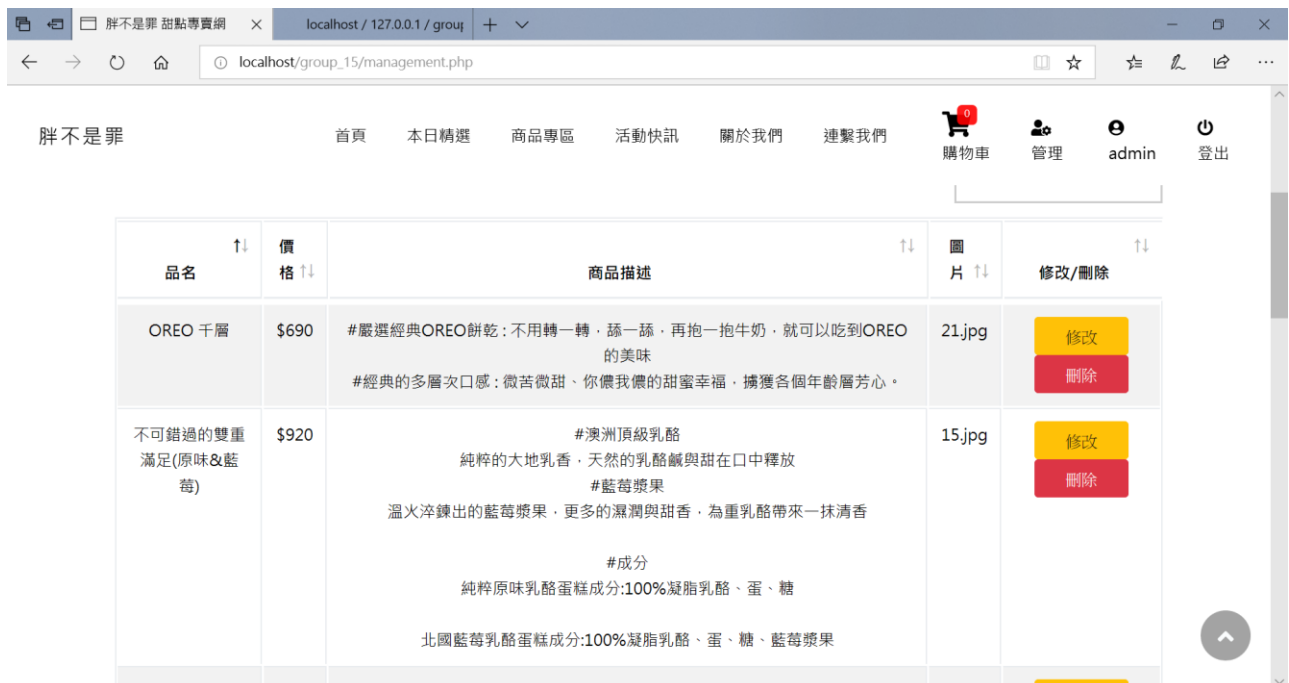 胖不是罪 甜點專賣網
localhost / 127.0.0.1 / group
localhost/group_15/management.php
胖不是罪
首頁 本日精選 商品專區 活動快訊 關於我們 連繫我們
0
購物車 管理 admin 登出
品名 價格 商品描述 圖片 修改/刪除
OREO 千層 $690 #嚴選經典OREO餅乾 : 不用轉一轉，舔一舔，再抱一抱牛奶，就可以吃到OREO 21.jpg 修改
的美味
#經典的多層次口感 : 微苦微甜、你儂我儂的甜蜜幸福，擄獲各個年齡層芳心。 刪除
不可錯過的雙重 $920 #澳洲頂級乳酪 15.jpg 修改
滿足(原味&藍 純粹的大地乳香，天然的乳酪鹹與甜在口中釋放
莓) #藍莓漿果 刪除
溫火淬鍊出的藍莓漿果，更多的濕潤與甜香，為重乳酪帶來一抹清香
#成分
純粹原味乳酪蛋糕成分:100%凝脂乳酪、蛋、糖
北國藍莓乳酪蛋糕成分:100%凝脂乳酪、蛋、糖、藍莓漿果